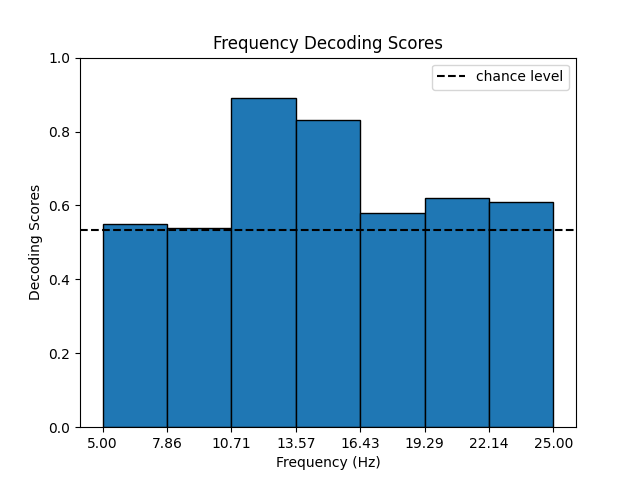 Frequency Decoding Scores
chance level
1.0
0.8
0.6
0.4
0.2
0.0
Decoding Scores
5.00 7.86 10.71 13.57 16.43 19.29 22.14 25.00
Frequency (Hz)